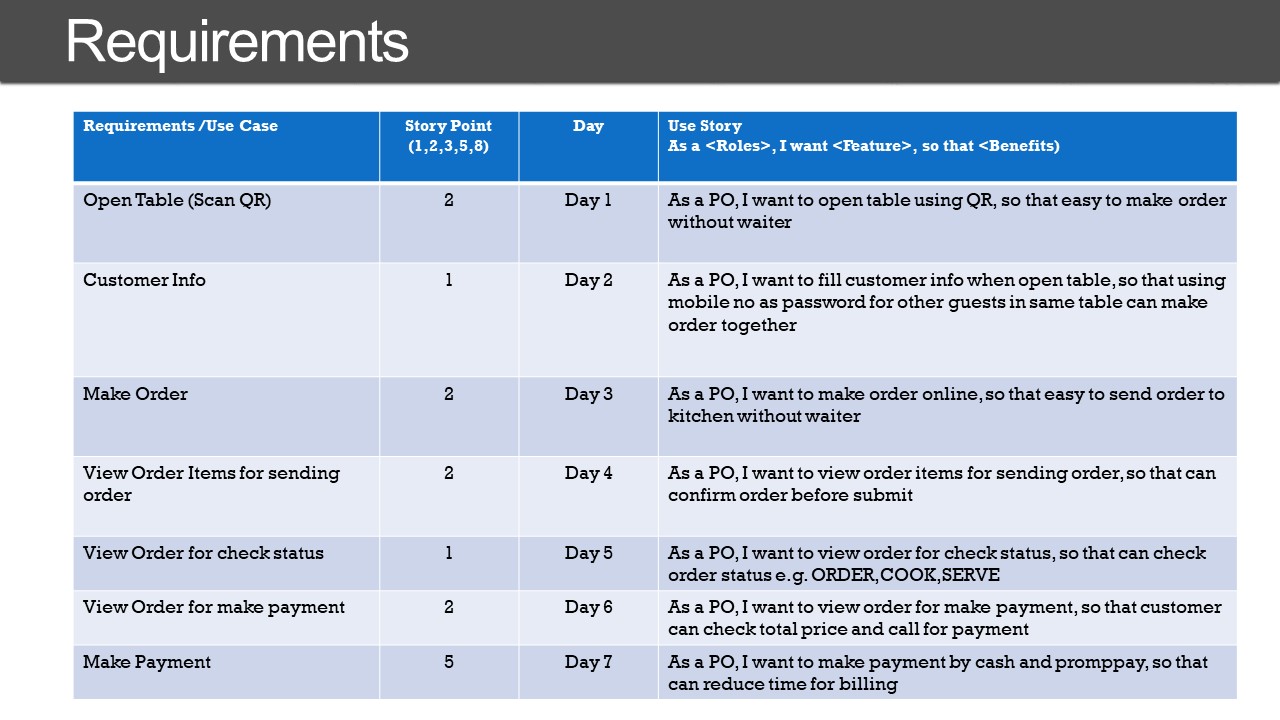 Requirements
Requirements /Use Case
Story Point
(1,2,3,5,8)
Day
Use Story
As a <Roles>, I want <Feature>, so that <Benefits)
Open Table (Scan QR)
2
Day 1
As a PO, I want to open table using QR, so that easy to make order
without waiter
Customer Info
1
Day 2
As a PO, I want to fill customer info when open table, so that using
mobile no as password for other guests in same table can make
order together
Make Order
2
Day 3
As a PO, I want to make order online, so that easy to send order to
kitchen without waiter
View Order Items for sending
order
2
Day 4
As a PO, I want to view order items for sending order, so that can
confirm order before submit
View Order for check status
1
Day 5
As a PO, I want to view order for check status, so that can check
order status e.g. ORDER,COOK,SERVE
View Order for make payment
2
Day 6
As a PO, I want to view order for make payment, so that customer
can check total price and call for payment
Make Payment
5
Day 7
As a PO, I want to make payment by cash and promppay, so that
can reduce time for billing